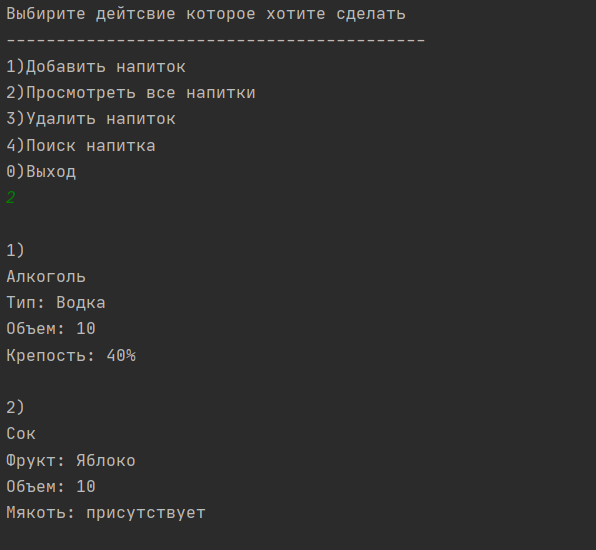 Выбирите дейтсвие которое хотите сделать
------------------------------------------
1)Добавить напиток
2)Просмотреть все напитки
3)Удалить напиток
4)Поиск напитка
0)Выход
2
1)
Алкоголь
Тип: Водка
Объем: 10
Крепость: 40%
2)
Сок
Фрукт: Яблоко
Объем: 10
Мякоть: присутствует